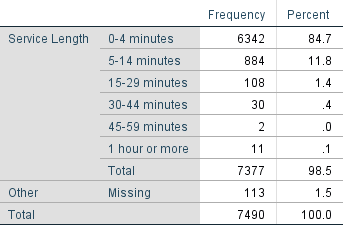 Frequency Percent
Service Length 0-4 minutes 6342 84.7
5-14 minutes 884 11.8
15-29 minutes 108 1.4
30-44 minutes 30 .4
45-59 minutes 2 .0
1 hour or more 11 .1
Total 7377 98.5
Other Missing 113 1.5
Total 7490 100.0